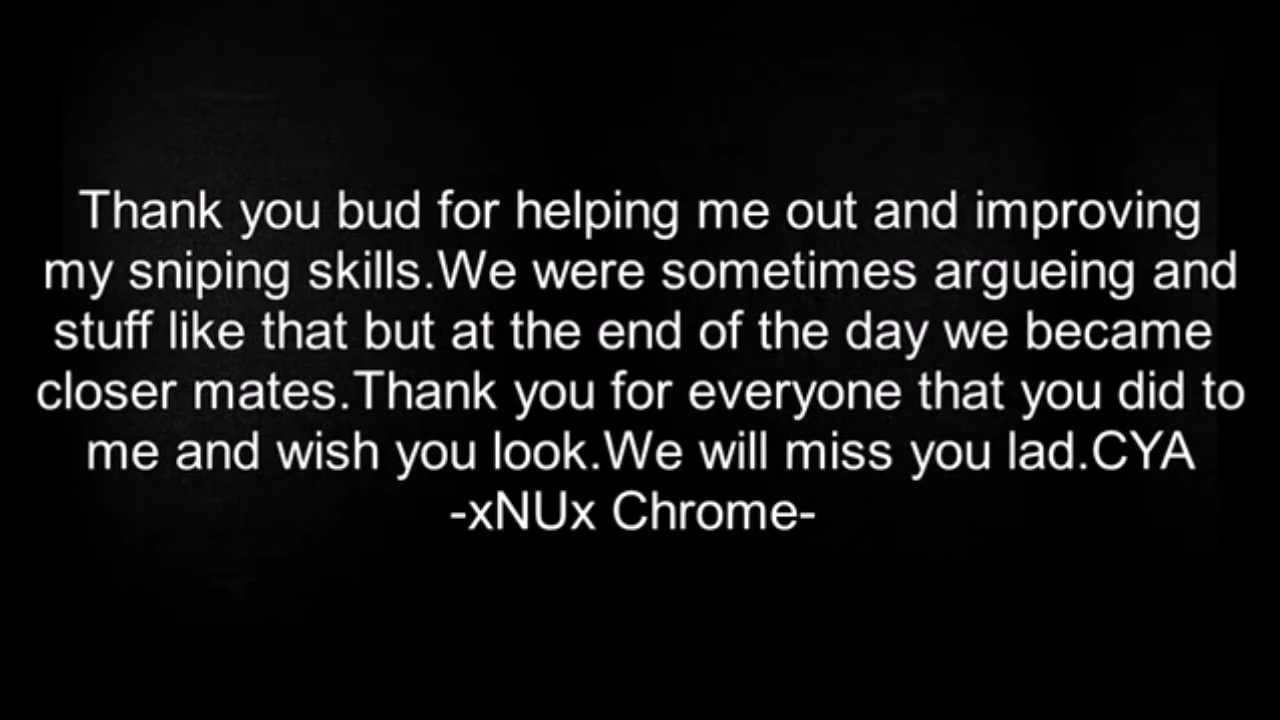 Thank you bud for helping me out and improving
my sniping skills.We were sometimes argueing and
stuff like that but at the end of the day we became
closer mates.Thank you for everyone that you did to
me and wish you look.We will miss you lad.CYA
-xNUx Chrome-